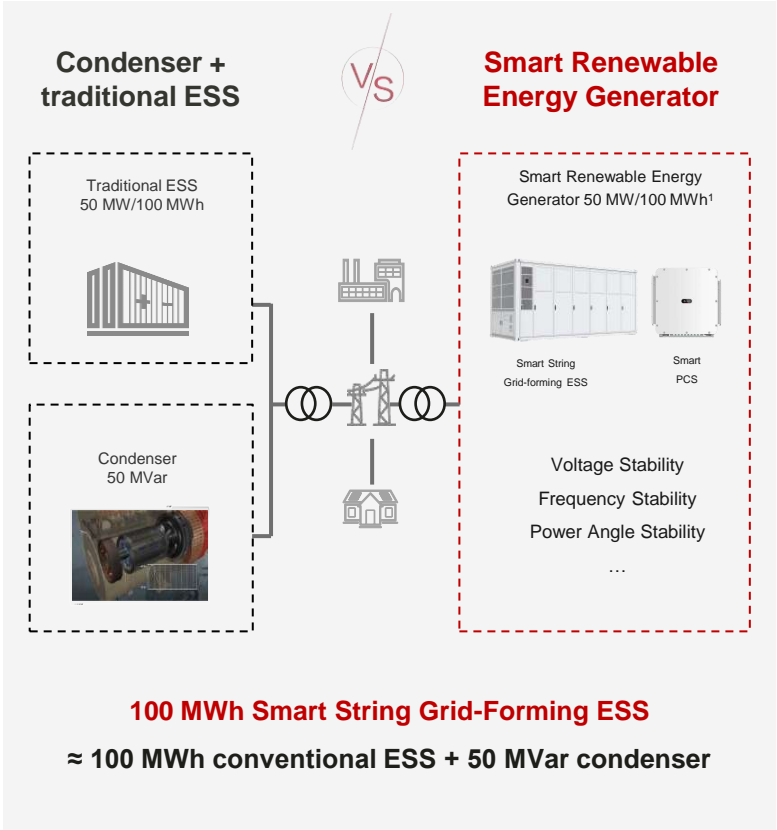 Condenser +
traditional ESS
VS
Smart Renewable
Energy Generator
Traditional ESS
50 MW/100 MWh
Condenser
50 MVar
Smart Renewable Energy
Generator 50 MW/100 MWh¹
Smart String
Grid-forming ESS
Smart
PCS
Voltage Stability
Frequency Stability
Power Angle Stability
…
100 MWh Smart String Grid-Forming ESS
≈ 100 MWh conventional ESS + 50 MVar condenser